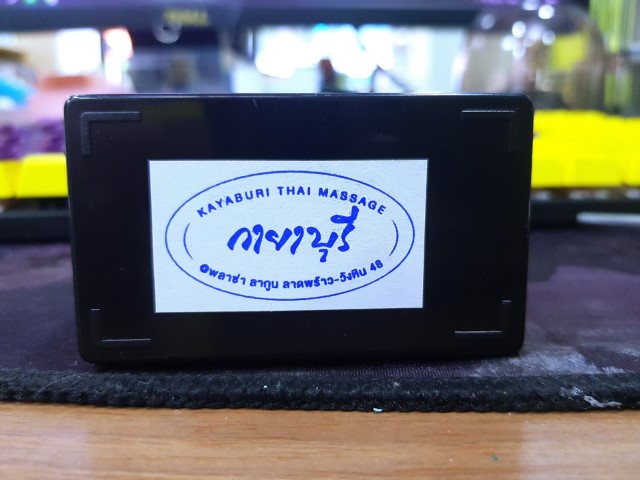 KAYABURI THAI MASSAGE
กายาบุรี
@พลาซ่า ลากูน ลาดพร้าว-วังหิน 48